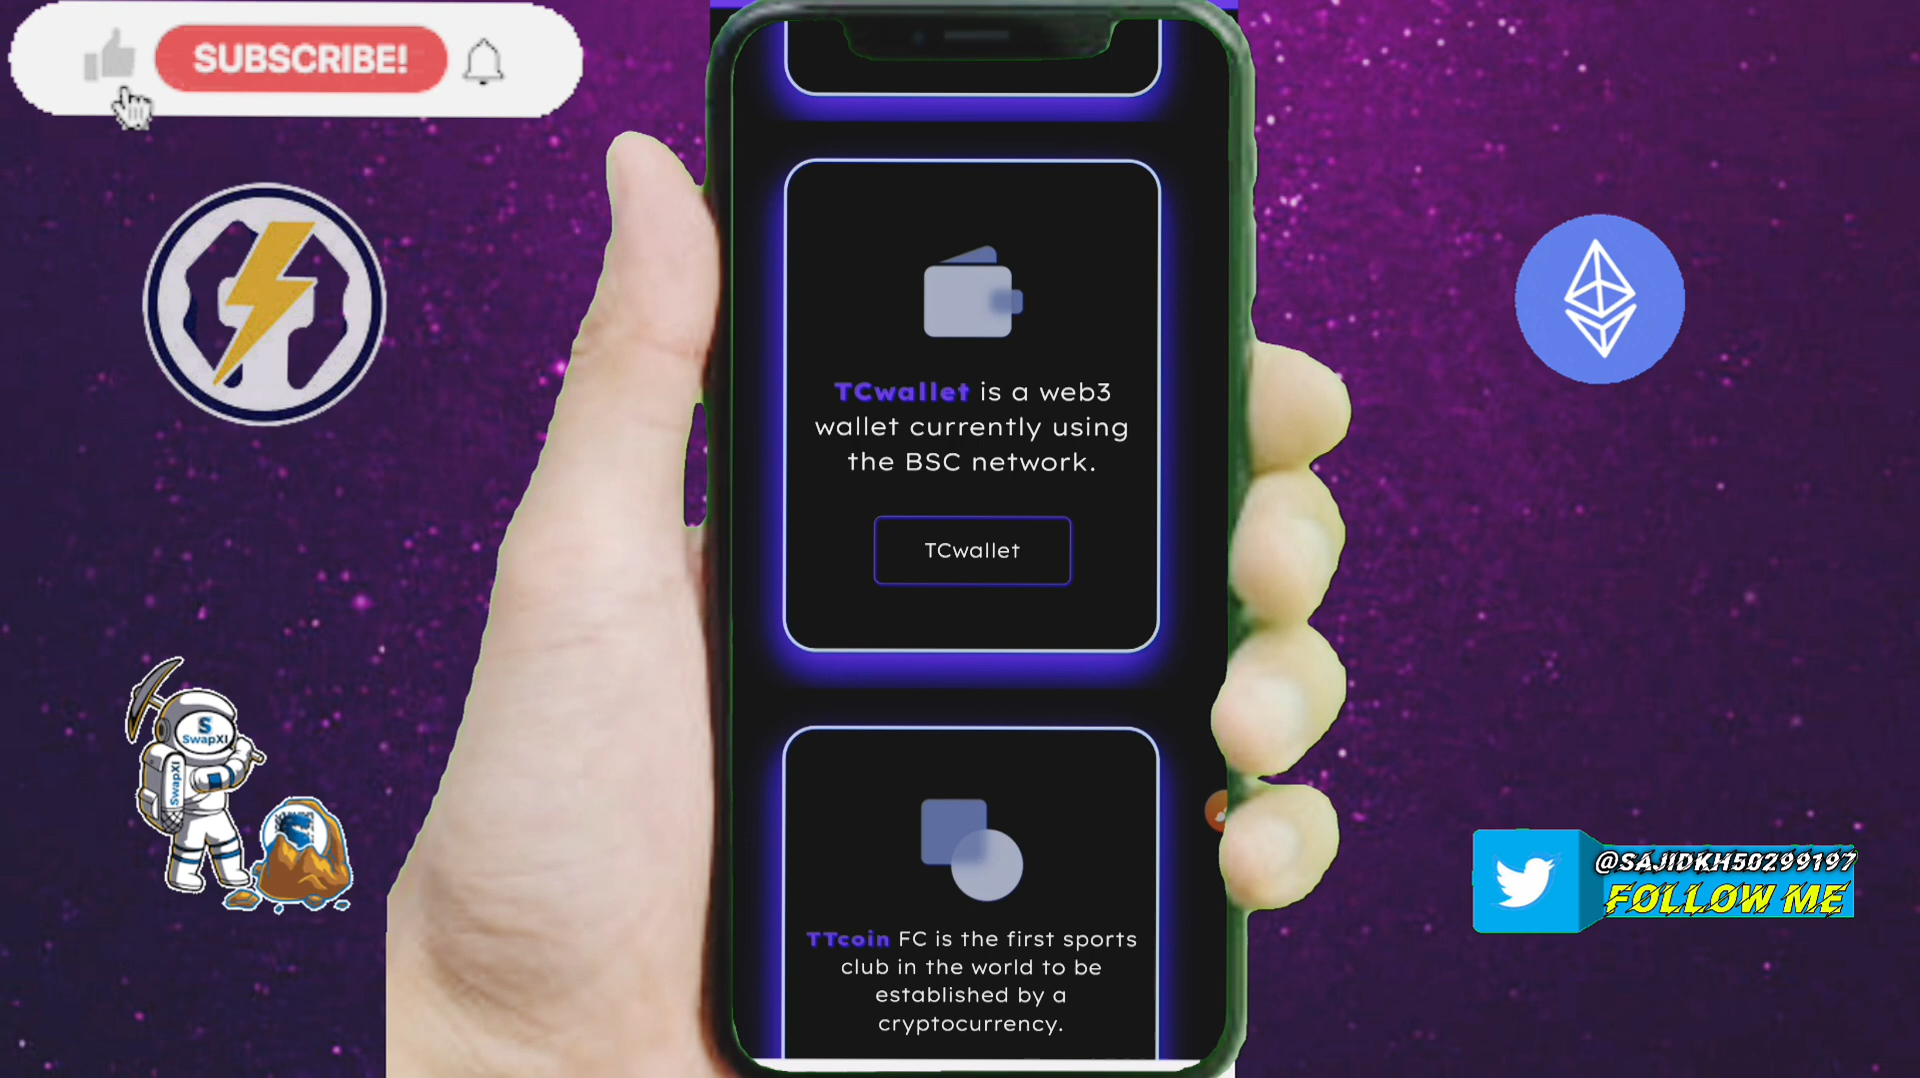 SUBSCRIBE!
TCwallet is a web3
wallet currently using
the BSC network.
TCwallet
S
SwapXI
SwapXI
TTcoin FC is the first sports
club in the world to be
established by a
cryptocurrency.
@SAJIDKH50299197
FOLLOW ME